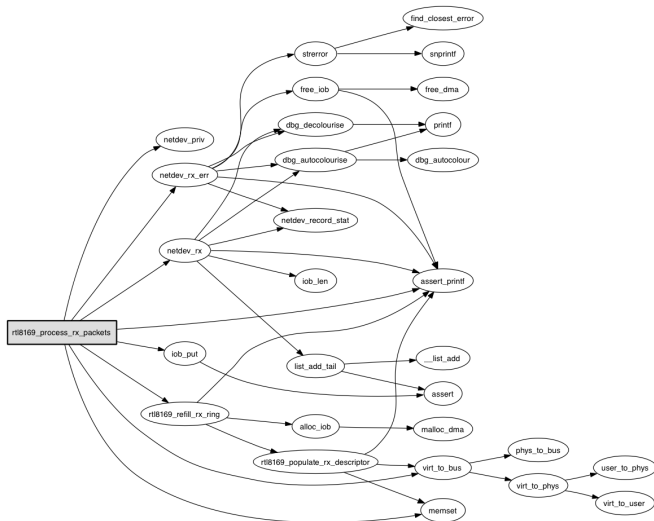 find_closest_error
strerror
snprintf
free_iob
free_dma
dbg_decolourise
printf
netdev_priv
dbg_autocolourise
dbg_autocolour
netdev_rx_err
netdev_record_stat
netdev_rx
iob_len
assert_printf
rtl8169_process_rx_packets
iob_put
list_add_tail
__list_add
assert
rtl8169_refill_rx_ring
alloc_iob
malloc_dma
phys_to_bus
rtl8169_populate_rx_descriptor
virt_to_bus
user_to_phys
virt_to_phys
virt_to_user
memset